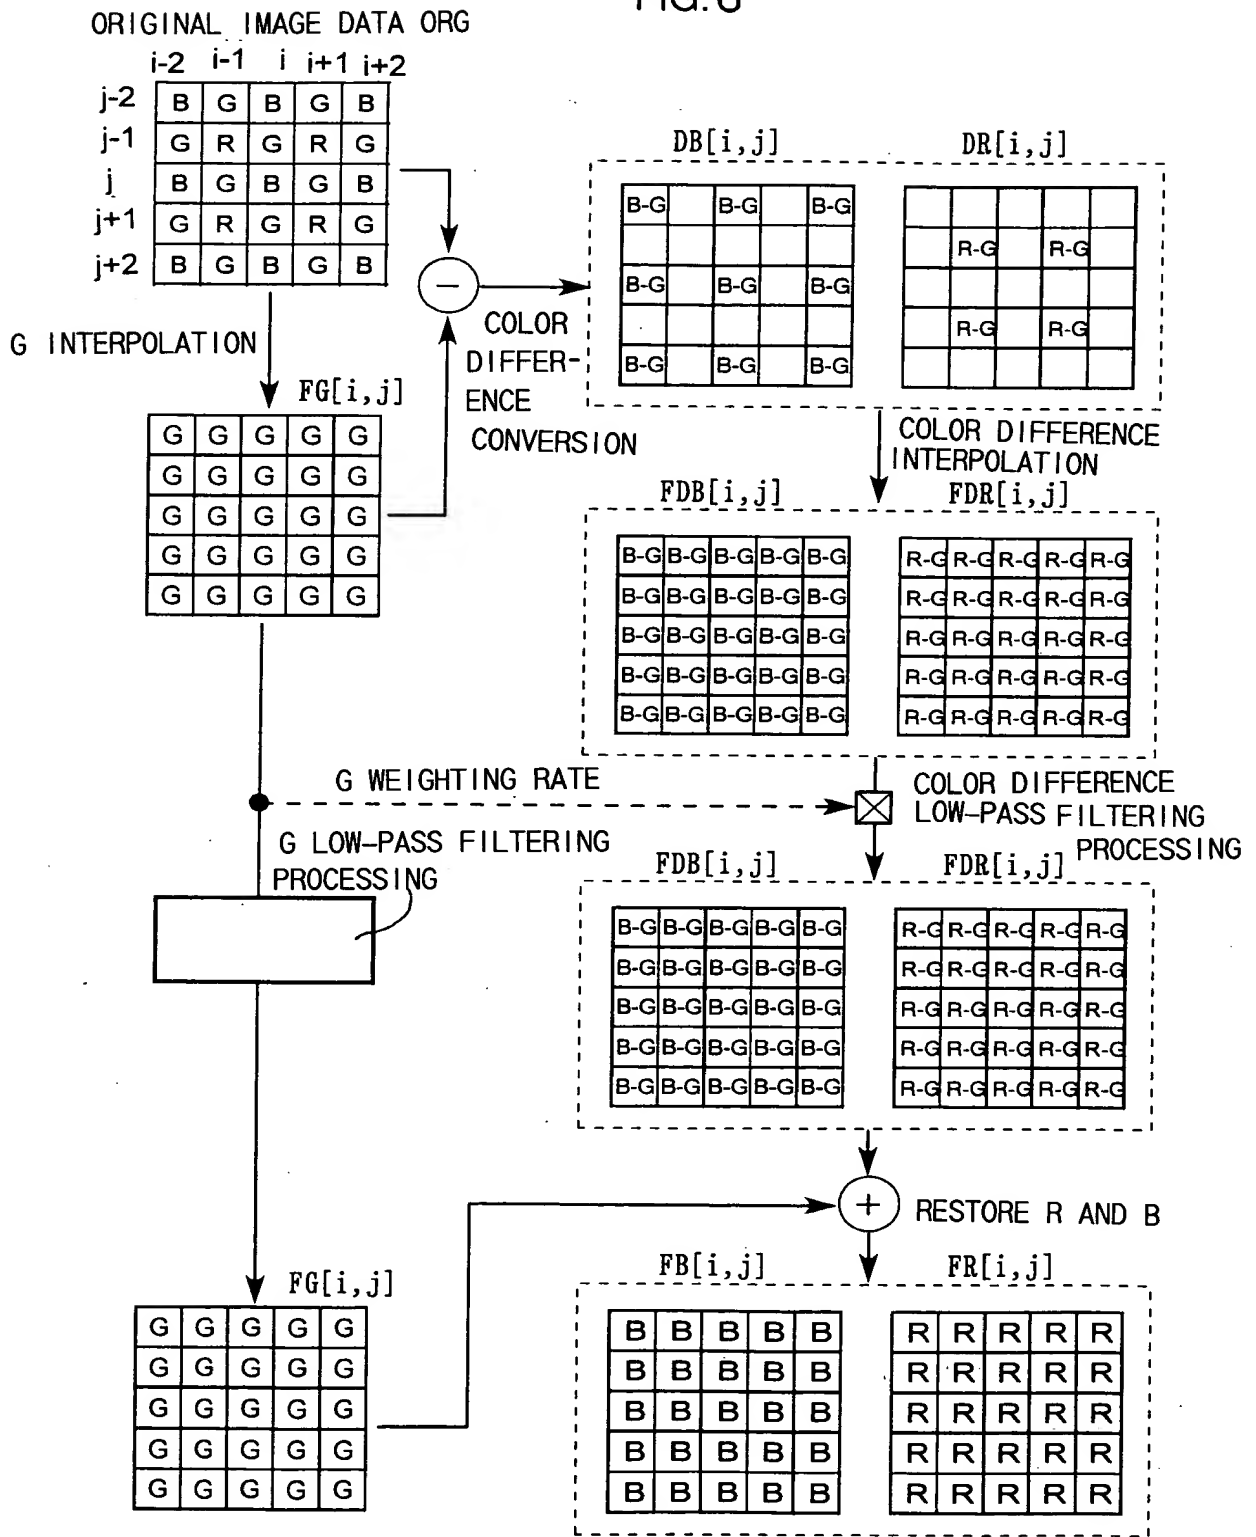 FIG. 6
ORIGINAL IMAGE DATA ORG
i-2 i-1 i i+1 i+2
j-2 B G B G B
j-1 G R G R G
j B G B G B
j+1 G R G R G
j+2 B G B G B
DB[i,j] DR[i,j]
B-G B-G B-G
R-G R-G
B-G B-G B-G
R-G R-G
B-G B-G B-G
−
COLOR
DIFFER-
ENCE
CONVERSION
G INTERPOLATION
FG[i,j]
G G G G G
G G G G G
G G G G G
G G G G G
G G G G G
COLOR DIFFERENCE
INTERPOLATION
FDB[i,j] FDR[i,j]
B-G B-G B-G B-G B-G R-G R-G R-G R-G R-G
B-G B-G B-G B-G B-G R-G R-G R-G R-G R-G
B-G B-G B-G B-G B-G R-G R-G R-G R-G R-G
B-G B-G B-G B-G B-G R-G R-G R-G R-G R-G
B-G B-G B-G B-G B-G R-G R-G R-G R-G R-G
G WEIGHTING RATE
COLOR DIFFERENCE
LOW-PASS FILTERING
PROCESSING
G LOW-PASS FILTERING
PROCESSING
FDB[i,j] FDR[i,j]
B-G B-G B-G B-G B-G R-G R-G R-G R-G R-G
B-G B-G B-G B-G B-G R-G R-G R-G R-G R-G
B-G B-G B-G B-G B-G R-G R-G R-G R-G R-G
B-G B-G B-G B-G B-G R-G R-G R-G R-G R-G
B-G B-G B-G B-G B-G R-G R-G R-G R-G R-G
+ RESTORE R AND B
FG[i,j]
G G G G G
G G G G G
G G G G G
G G G G G
G G G G G
FB[i,j] FR[i,j]
B B B B B R R R R R
B B B B B R R R R R
B B B B B R R R R R
B B B B B R R R R R
B B B B B R R R R R